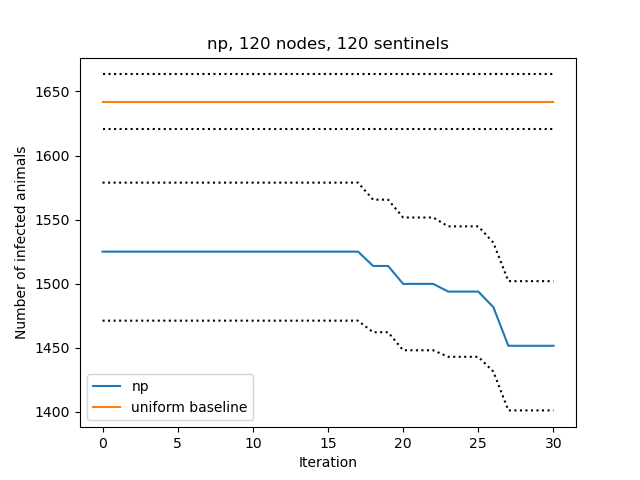 np, 120 nodes, 120 sentinels
Number of infected animals
1650
1600
1550
1500
1450
1400
np
uniform baseline
0 5 10 15 20 25 30
Iteration